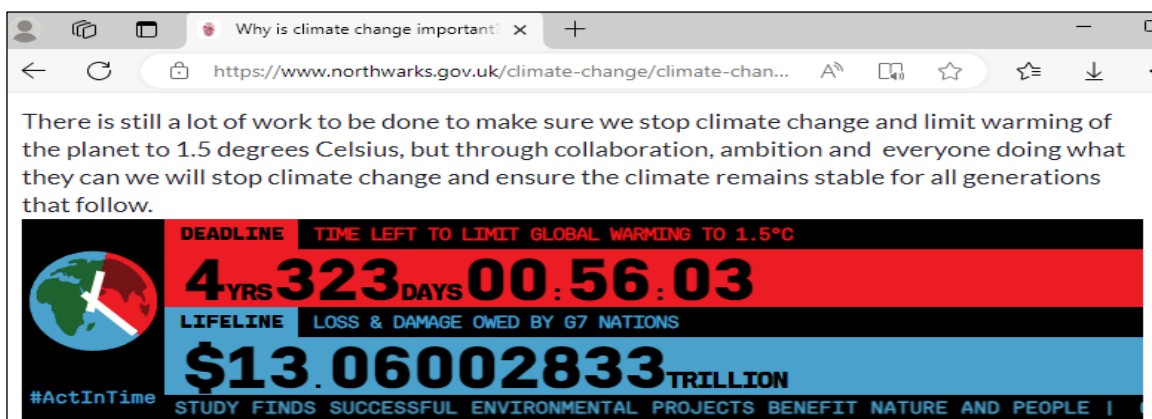 Why is climate change important
https://www.northwarks.gov.uk/climate-change/climate-chan...
There is still a lot of work to be done to make sure we stop climate change and limit warming of
the planet to 1.5 degrees Celsius, but through collaboration, ambition and everyone doing what
they can we will stop climate change and ensure the climate remains stable for all generations
that follow.
DEADLINE TIME LEFT TO LIMIT GLOBAL WARMING TO 1.5°C
4YRS323DAYS00:56:03
LIFELINE LOSS & DAMAGE OWED BY G7 NATIONS
$13.06002833TRILLION
#ActInTime
STUDY FINDS SUCCESSFUL ENVIRONMENTAL PROJECTS BENEFIT NATURE AND PEOPLE |